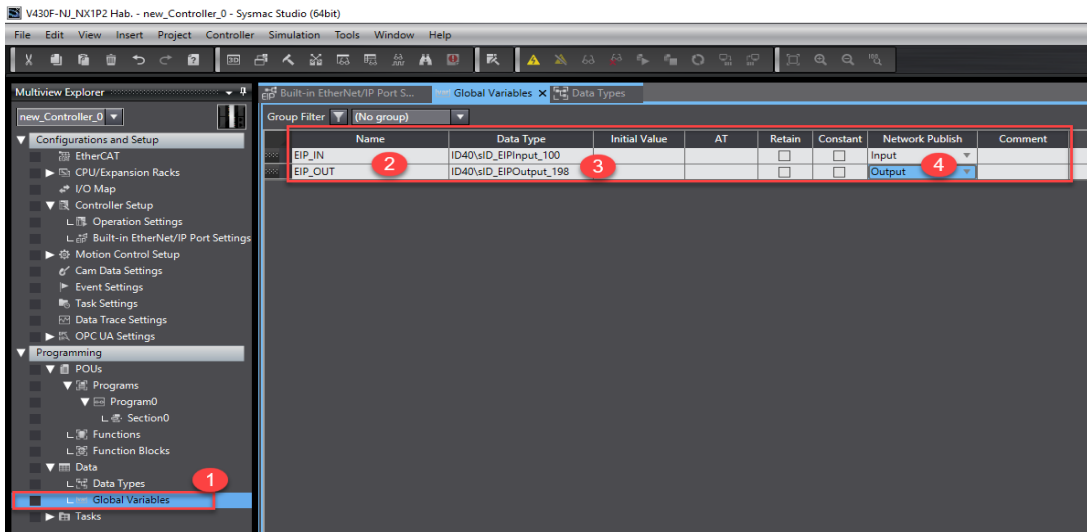 V430F-NJ_NX1P2 Hab. - new_Controller_0 - Sysmac Studio (64bit)
File Edit View Insert Project Controller Simulation Tools Window Help
Multiview Explorer
new_Controller_0
Configurations and Setup
EtherCAT
CPU/Expansion Racks
I/O Map
Controller Setup
Operation Settings
Built-in EtherNet/IP Port Settings
Motion Control Setup
Cam Data Settings
Event Settings
Task Settings
Data Trace Settings
OPC UA Settings
Programming
POUs
Programs
Program0
Section0
Functions
Function Blocks
Data
Data Types
1
Global Variables
Tasks
Built-in EtherNet/IP Port S... Global Variables X Data Types
Group Filter (No group)
Name Data Type Initial Value AT Retain Constant Network Publish Comment
EIP_IN ID40\sID_EIPInput_100 Input
EIP_OUT ID40\sID_EIPOutput_198 Output
2 3 4